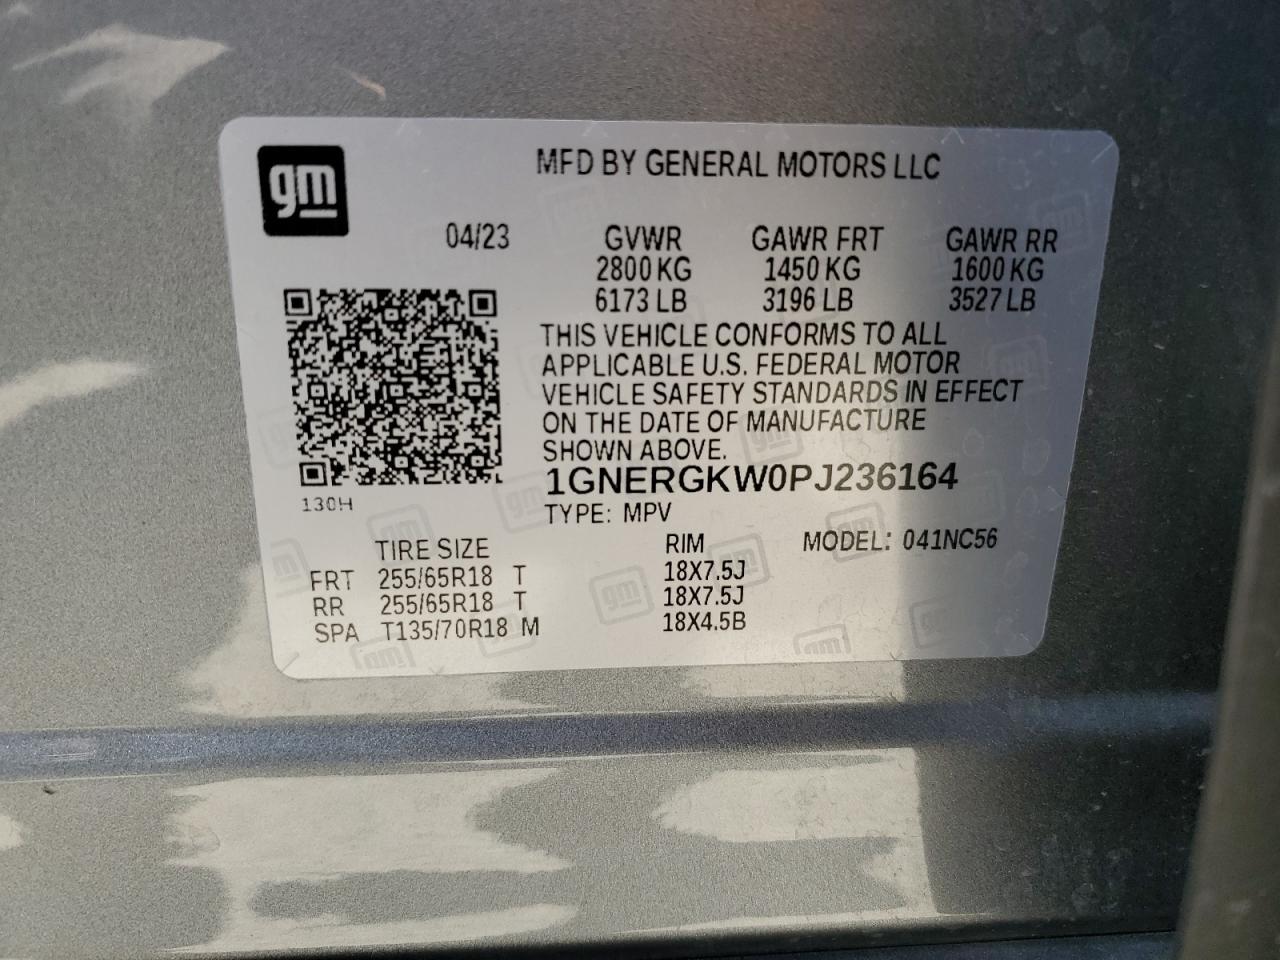 gm
MFD BY GENERAL MOTORS LLC
04/23 GVWR GAWR FRT GAWR RR
2800 KG 1450 KG 1600 KG
6173 LB 3196 LB 3527 LB
THIS VEHICLE CONFORMS TO ALL
APPLICABLE U.S. FEDERAL MOTOR
VEHICLE SAFETY STANDARDS IN EFFECT
ON THE DATE OF MANUFACTURE
SHOWN ABOVE.
1GNERGKW0PJ236164
130H
TYPE: MPV
TIRE SIZE RIM MODEL: 041NC56
FRT 255/65R18 T 18X7.5J
RR 255/65R18 T 18X7.5J
SPA T135/70R18 M 18X4.5B